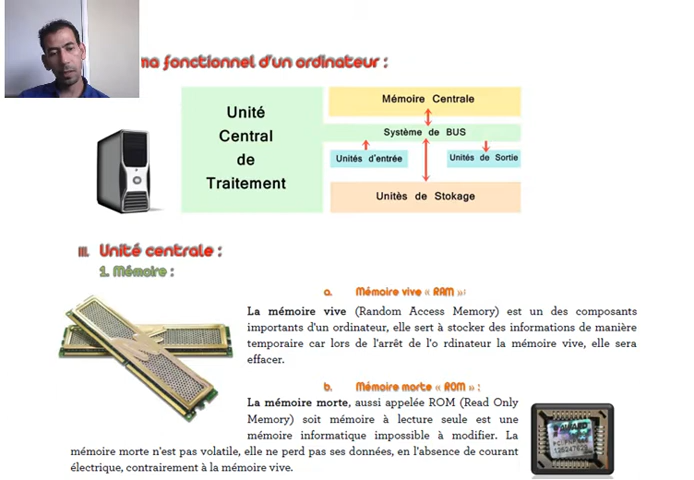 ma fonctionnel d'un ordinateur :
Unité
Central
de
Traitement
Mémoire Centrale
Système de BUS
Unités d'entrée
Unités de Sortie
Unitès de Stokage
III. Unité centrale :
1. Mémoire :
a. Mémoire vive « RAM »:
La mémoire vive (Random Access Memory) est un des composants
importants d'un ordinateur, elle sert à stocker des informations de manière
temporaire car lors de l'arrêt de l'o rdinateur la mémoire vive, elle sera
effacer.
b. Mémoire morte « ROM » :
La mémoire morte, aussi appelée ROM (Read Only
Memory) soit mémoire à lecture seule est une
mémoire informatique impossible à modifier. La
mémoire morte n'est pas volatile, elle ne perd pas ses données, en l'absence de courant
électrique, contrairement à la mémoire vive.
AWARD